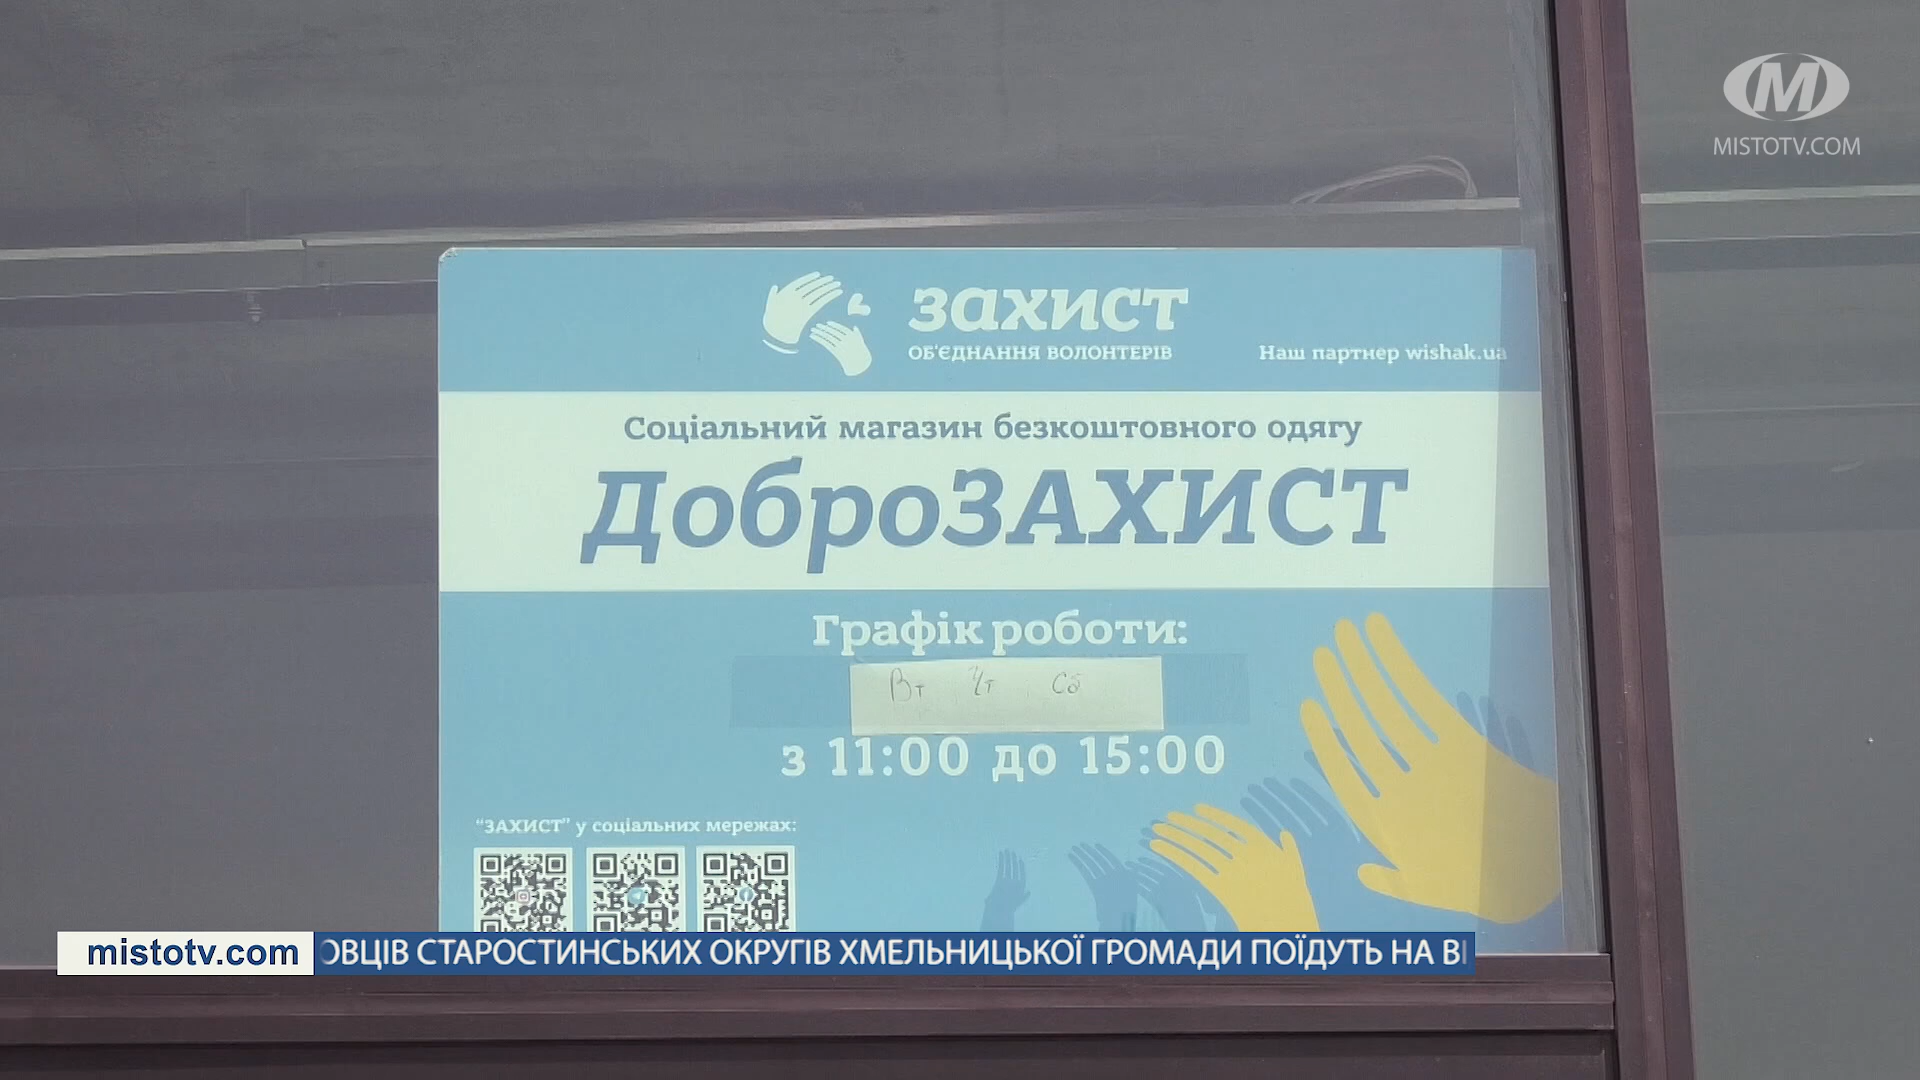 MISTOTV.COM
ЗАХИСТ
ОБ'ЄДНАННЯ ВОЛОНТЕРІВ
Наш партнер wishak.ua
Соціальний магазин безкоштовного одягу
ДоброЗАХИСТ
Графік роботи:
Вт Чт Сб
з 11:00 до 15:00
"ЗАХИСТ" у соціальних мережах:
mistotv.com
ОВЦІВ СТАРОСТИНСЬКИХ ОКРУГІВ ХМЕЛЬНИЦЬКОЇ ГРОМАДИ ПОЇДУТЬ НА ВІ